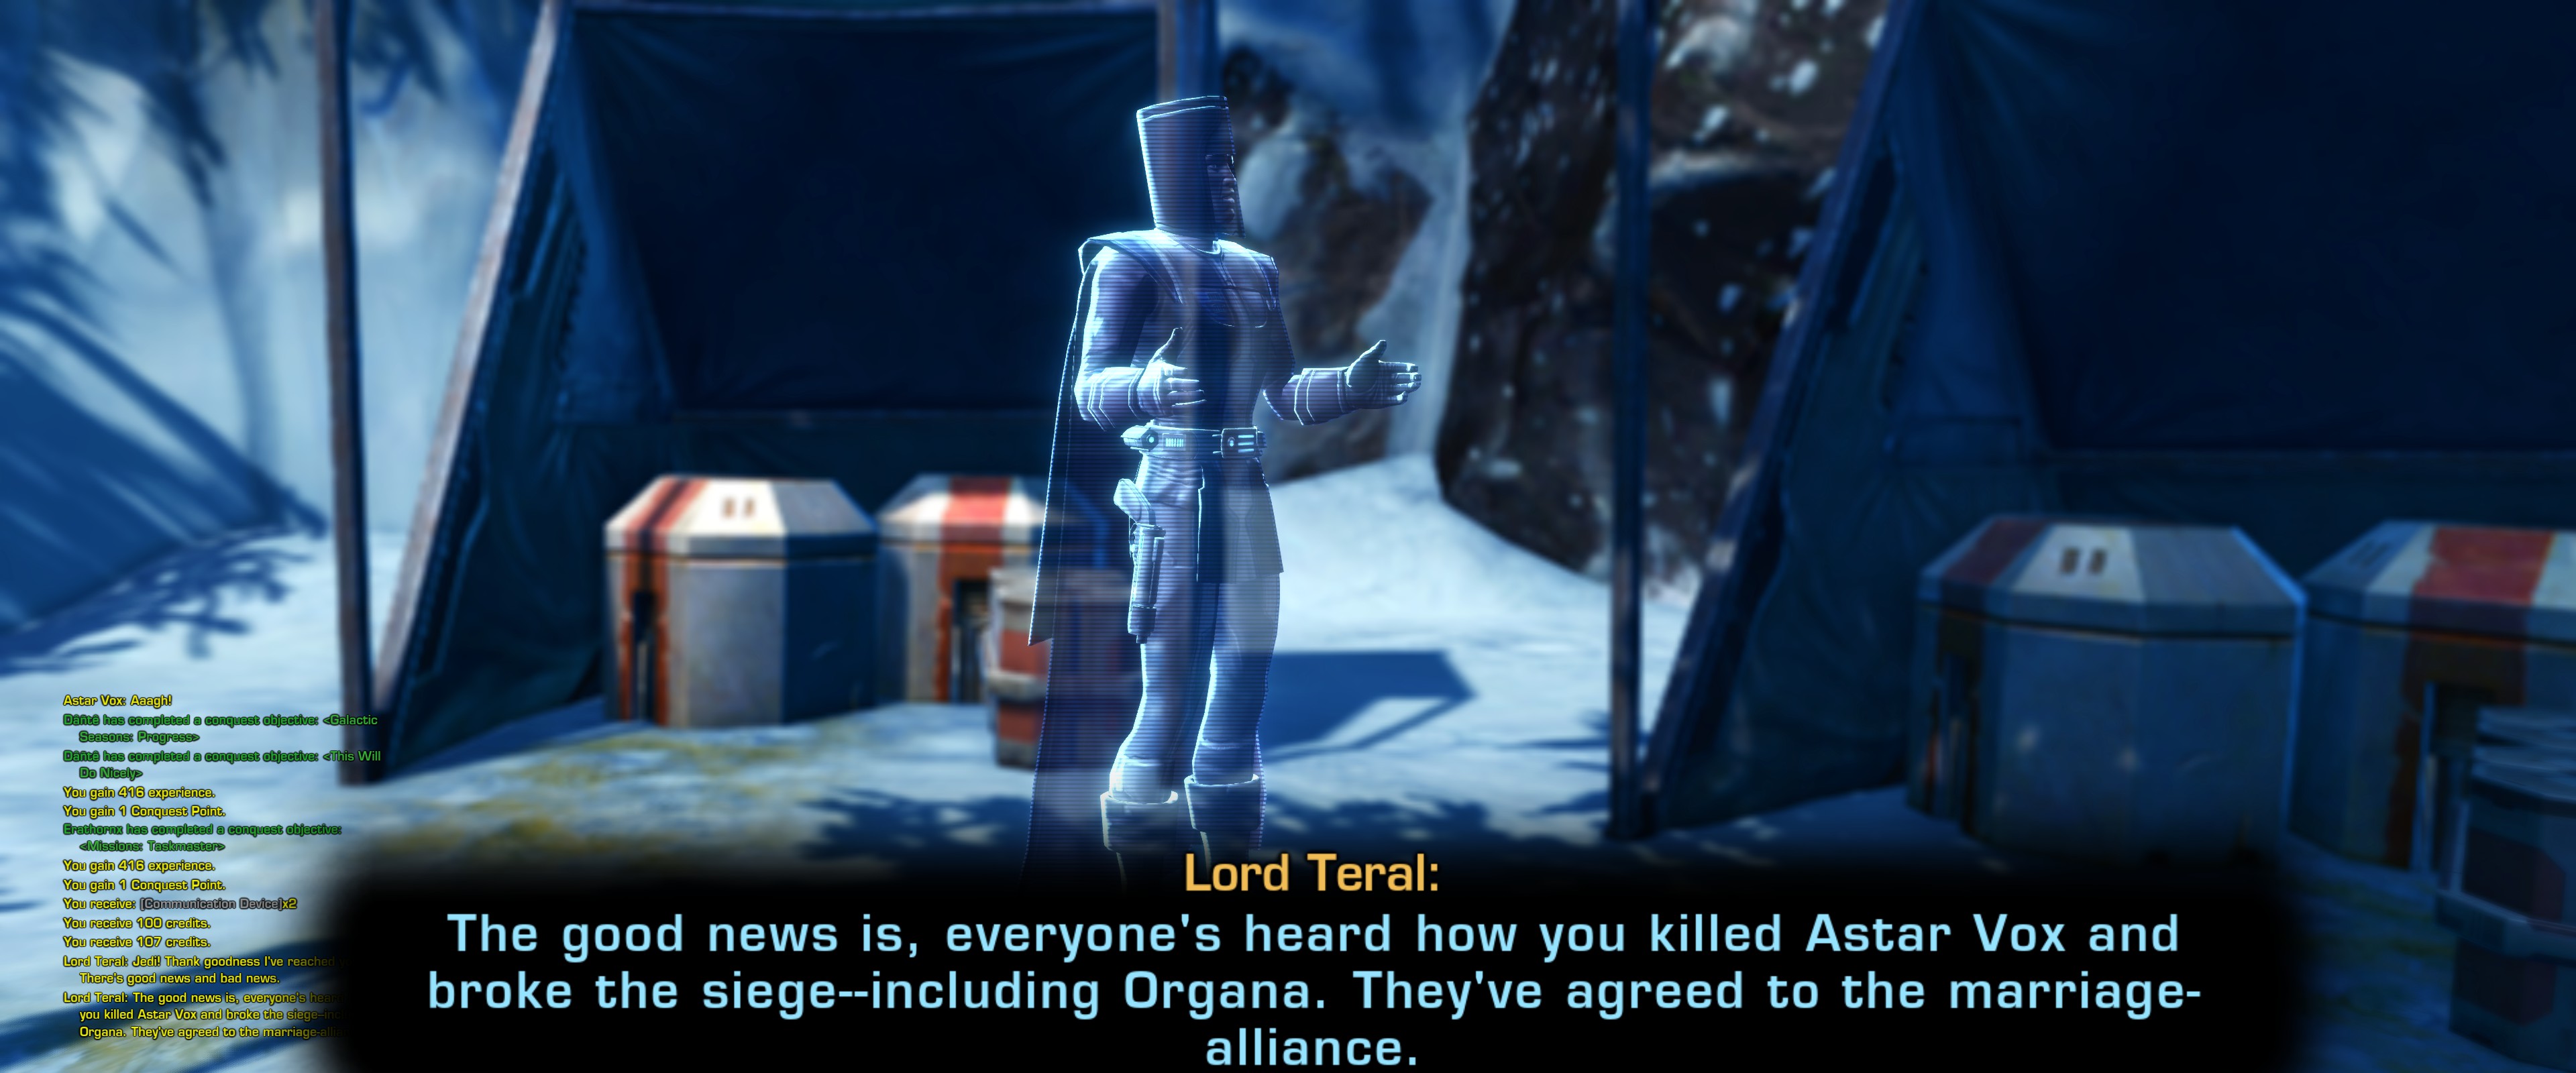 Astar Vox: Aaagh!
Däñtê has completed a conquest objective: <Galactic
Seasons: Progress>
Däñtê has completed a conquest objective: <This Will
Do Nicely>
You gain 416 experience.
You gain 1 Conquest Point.
Erathornx has completed a conquest objective:
<Missions: Taskmaster>
You gain 416 experience.
You gain 1 Conquest Point.
You receive: [Communication Device]x2
You receive 100 credits.
You receive 107 credits.
Lord Teral: Jedi! Thank goodness I've reached
There's good news and bad news.
Lord Teral: The good news is, everyone's
you killed Astar Vox and broke the siege--
Organa. They've agreed to the
Lord Teral:
The good news is, everyone's heard how you killed Astar Vox and
broke the siege--including Organa. They've agreed to the marriage-
alliance.